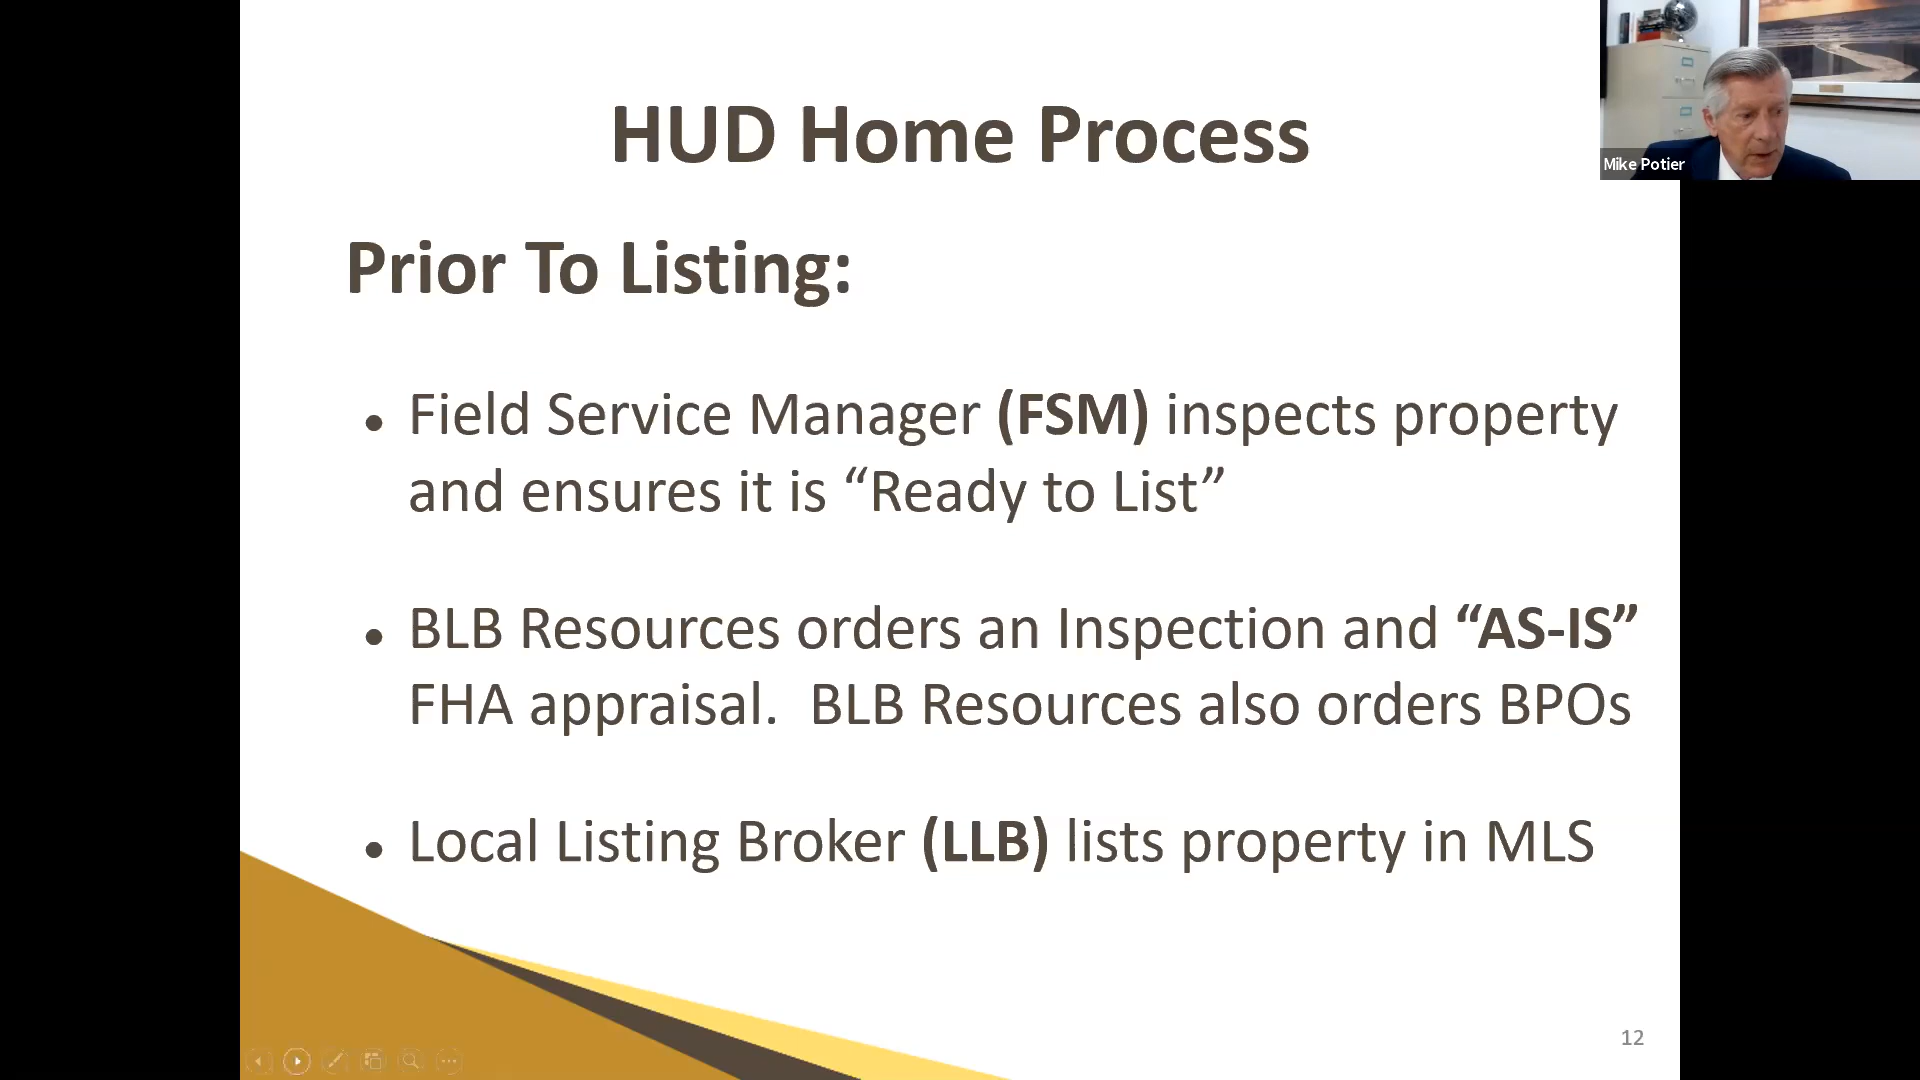 HUD Home Process
Mike Potier
Prior To Listing:
• Field Service Manager (FSM) inspects property
and ensures it is “Ready to List”
• BLB Resources orders an Inspection and “AS-IS”
FHA appraisal.  BLB Resources also orders BPOs
• Local Listing Broker (LLB) lists property in MLS
12